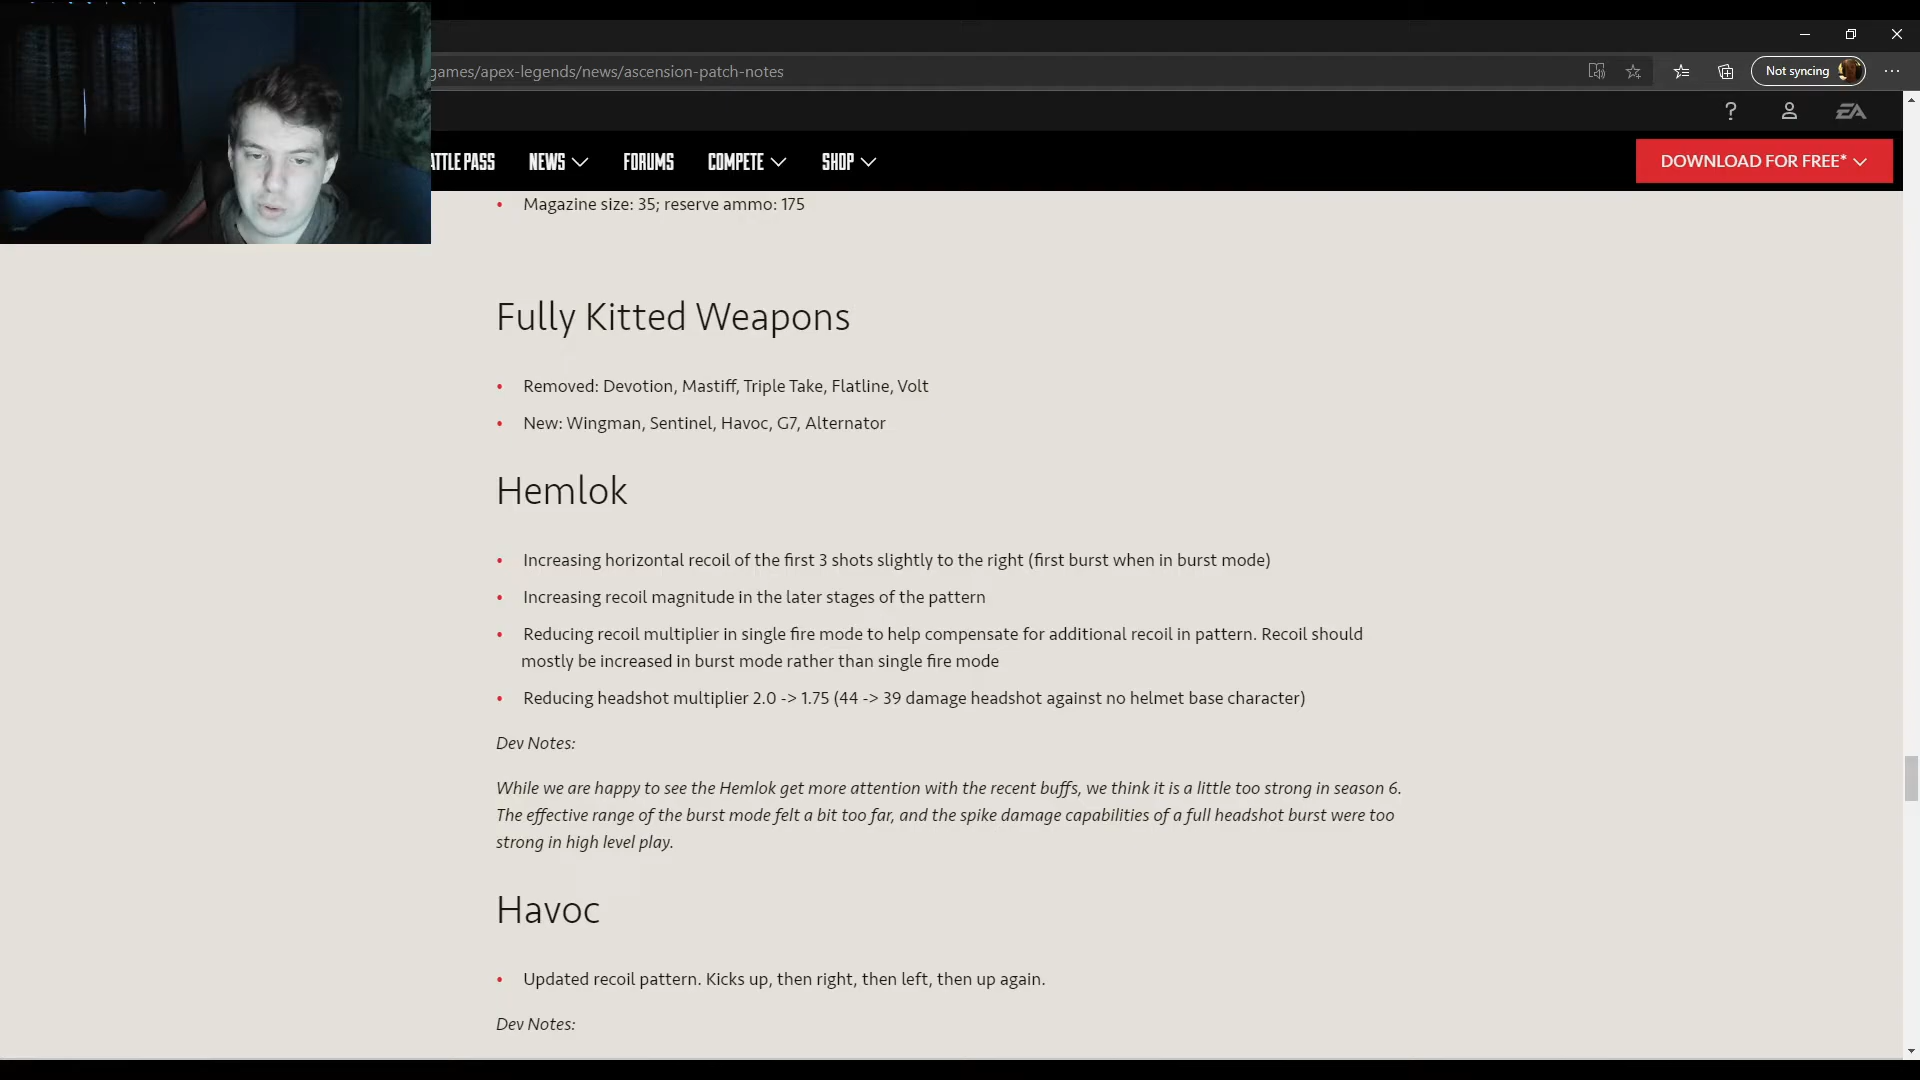 games/apex-legends/news/ascension-patch-notes
Not syncing
EA
ATTLE PASS NEWS FORUMS COMPETE SHOP DOWNLOAD FOR FREE*
• Magazine size: 35; reserve ammo: 175
Fully Kitted Weapons
• Removed: Devotion, Mastiff, Triple Take, Flatline, Volt
• New: Wingman, Sentinel, Havoc, G7, Alternator
Hemlok
• Increasing horizontal recoil of the first 3 shots slightly to the right (first burst when in burst mode)
• Increasing recoil magnitude in the later stages of the pattern
• Reducing recoil multiplier in single fire mode to help compensate for additional recoil in pattern. Recoil should
mostly be increased in burst mode rather than single fire mode
• Reducing headshot multiplier 2.0 -> 1.75 (44 -> 39 damage headshot against no helmet base character)
Dev Notes:
While we are happy to see the Hemlok get more attention with the recent buffs, we think it is a little too strong in season 6.
The effective range of the burst mode felt a bit too far, and the spike damage capabilities of a full headshot burst were too
strong in high level play.
Havoc
• Updated recoil pattern. Kicks up, then right, then left, then up again.
Dev Notes: